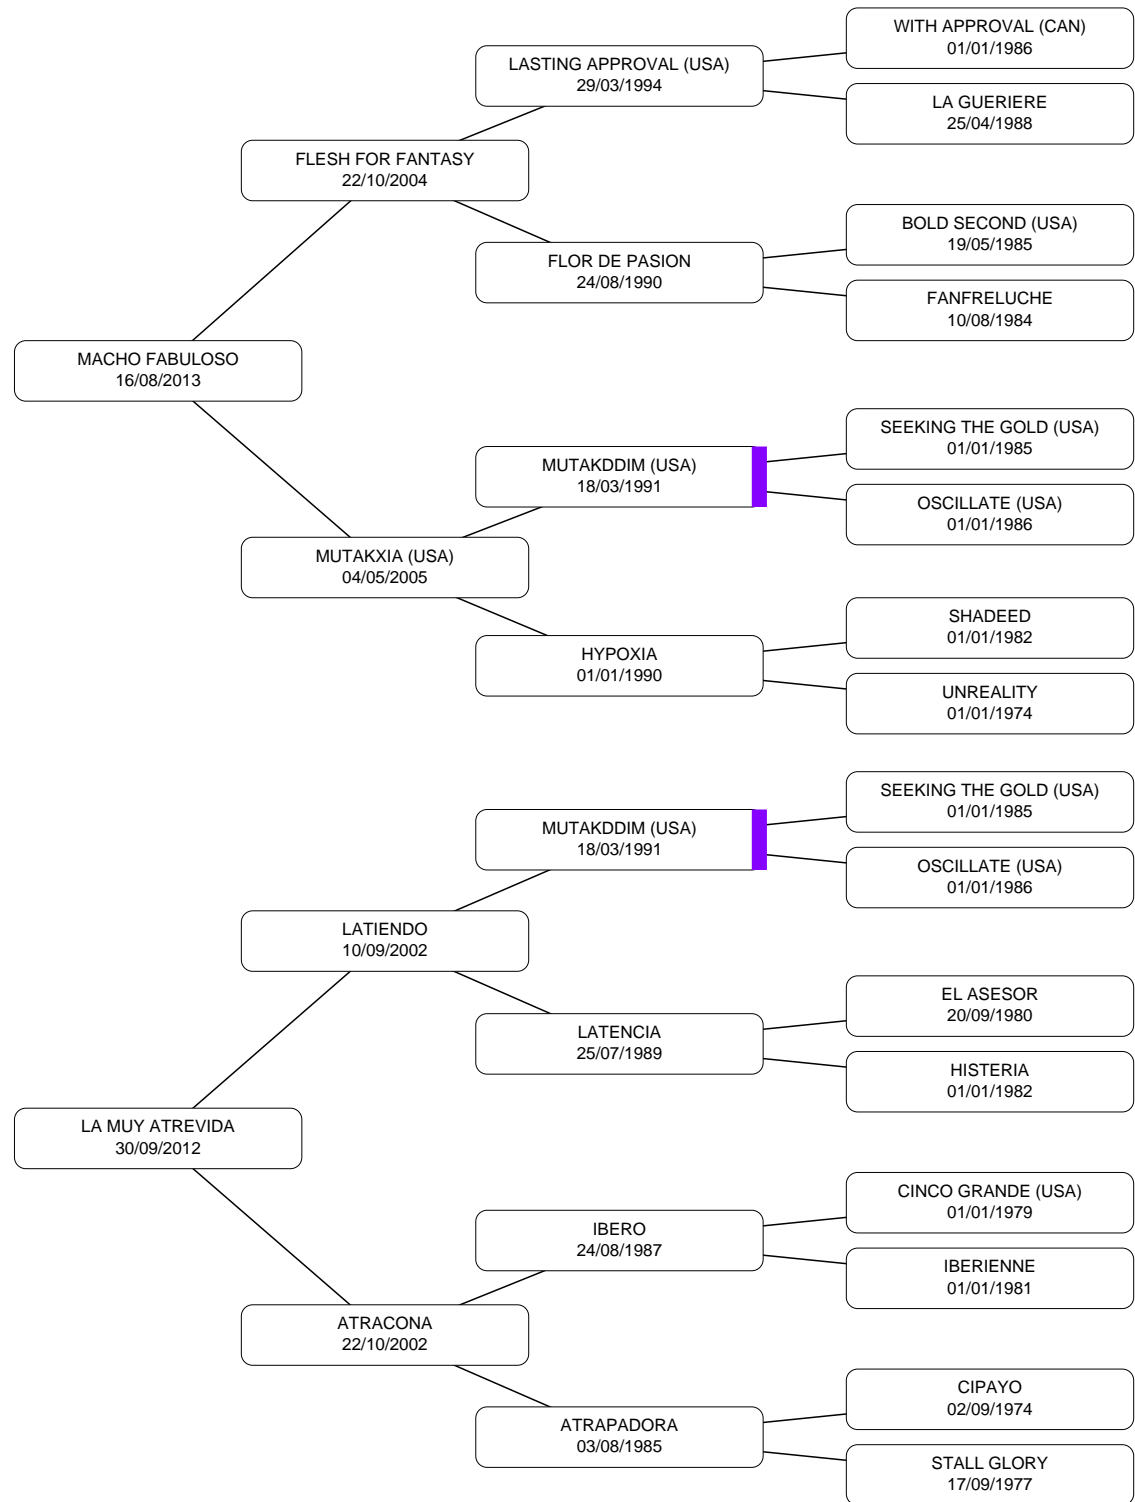 WITH APPROVAL (CAN)
01/01/1986
LASTING APPROVAL (USA)
29/03/1994
LA GUERIERE
25/04/1988
FLESH FOR FANTASY
22/10/2004
BOLD SECOND (USA)
19/05/1985
FLOR DE PASION
24/08/1990
FANFRELUCHE
10/08/1984
MACHO FABULOSO
16/08/2013
SEEKING THE GOLD (USA)
01/01/1985
MUTAKDDIM (USA)
18/03/1991
OSCILLATE (USA)
01/01/1986
MUTAKXIA (USA)
04/05/2005
SHADEED
01/01/1982
HYPOXIA
01/01/1990
UNREALITY
01/01/1974
SEEKING THE GOLD (USA)
01/01/1985
MUTAKDDIM (USA)
18/03/1991
OSCILLATE (USA)
01/01/1986
LATIENDO
10/09/2002
EL ASESOR
20/09/1980
LATENCIA
25/07/1989
HISTERIA
01/01/1982
LA MUY ATREVIDA
30/09/2012
CINCO GRANDE (USA)
01/01/1979
IBERO
24/08/1987
IBERIENNE
01/01/1981
ATRACONA
22/10/2002
CIPAYO
02/09/1974
ATRAPADORA
03/08/1985
STALL GLORY
17/09/1977